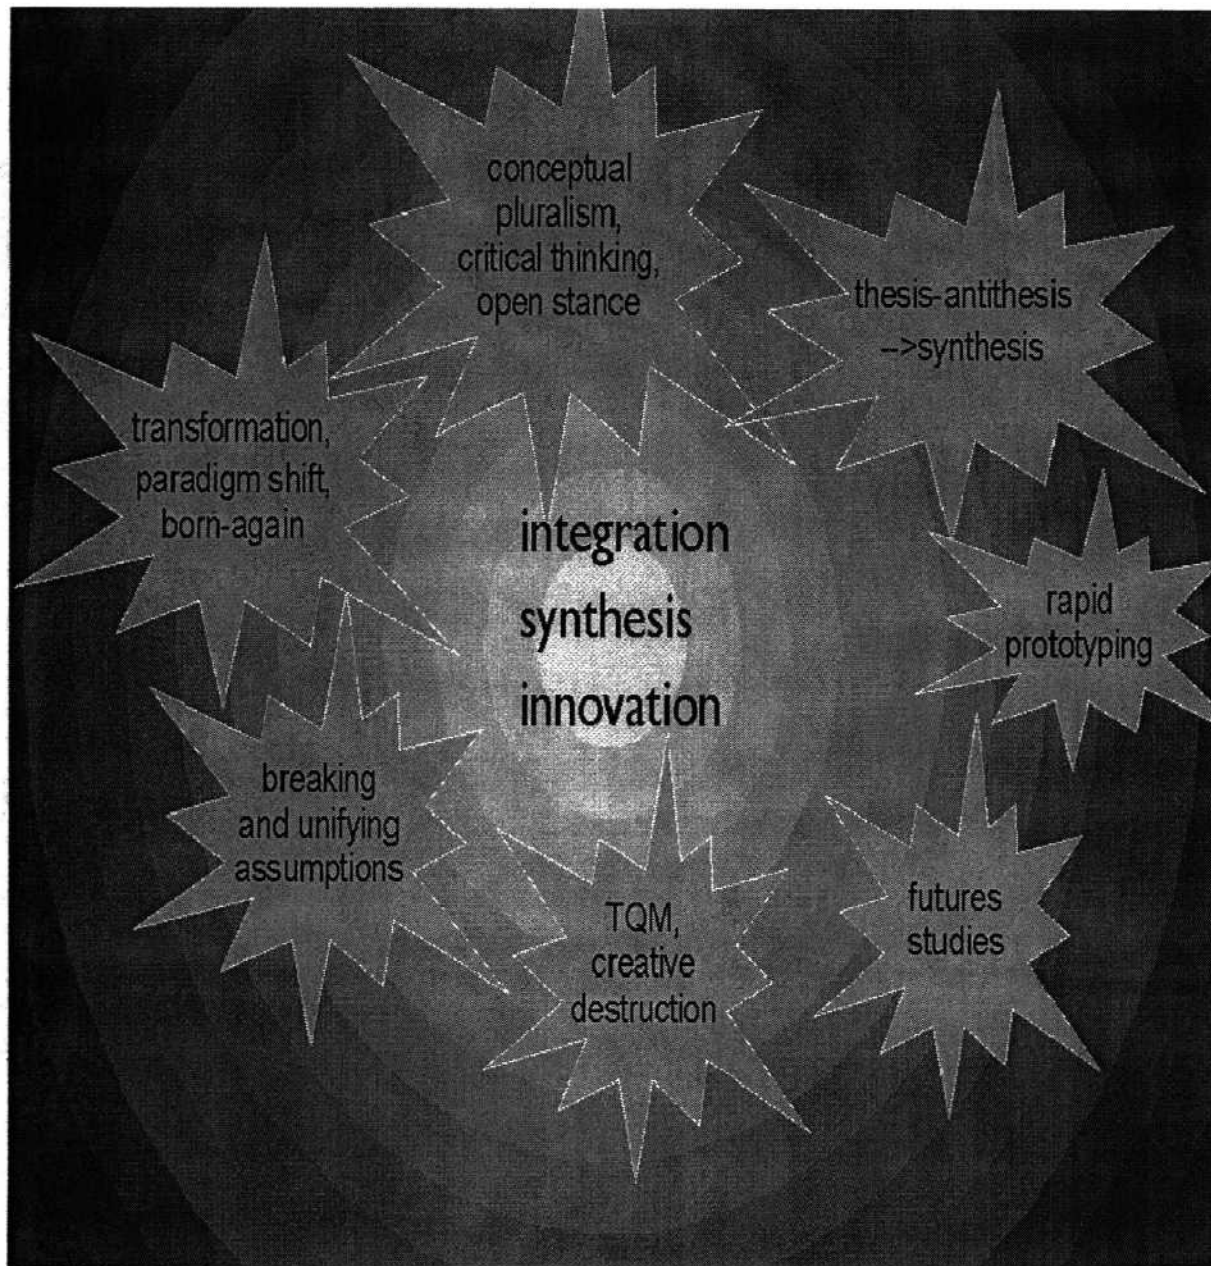 conceptual
pluralism,
critical thinking,
open stance
thesis-antithesis
-->synthesis
transformation,
paradigm shift,
born-again
integration
synthesis
innovation
rapid
prototyping
breaking
and unifying
assumptions
TQM,
creative
destruction
futures
studies